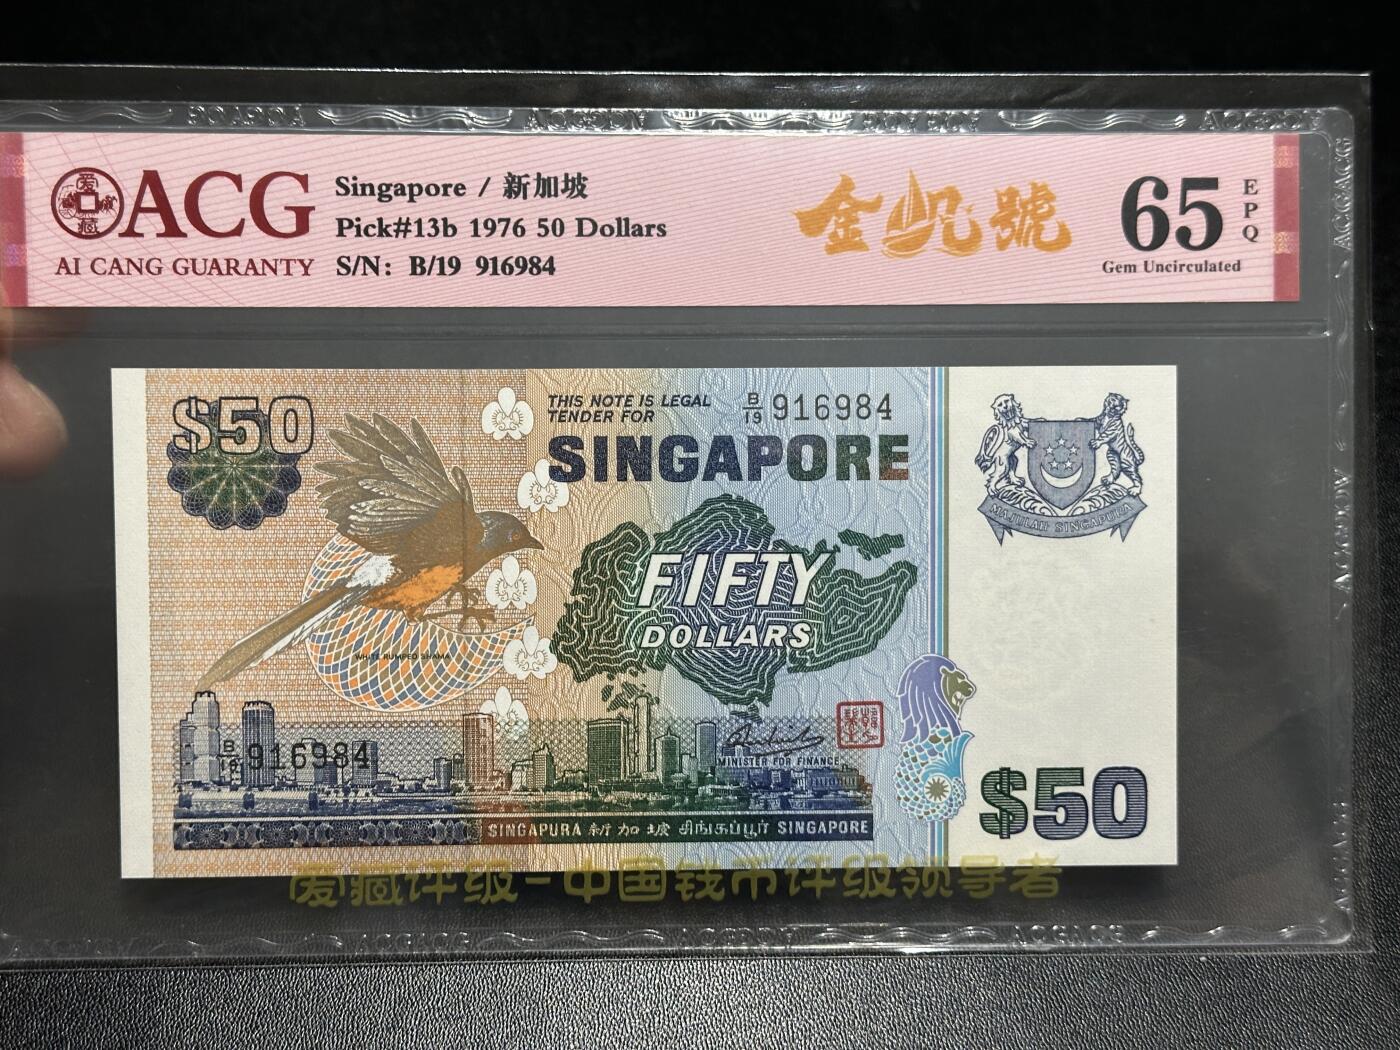 ACG
AI CANG GUARANTY
Singapore / 新加坡
Pick#13b 1976 50 Dollars
S/N: B/19 916984
65
EPQ
Gem Uncirculated
$50
THIS NOTE IS LEGAL
TENDER FOR
B/19 916984
SINGAPORE
FIFTY
DOLLARS
WHITE RUMPED SHAMA
B/19 916984
MINISTER FOR FINANCE
SINGAPURA 新加坡 சிங்கப்பூர் SINGAPORE
MAJULAH SINGAPURA
$50
爱藏评级-中国钱币评级领导者